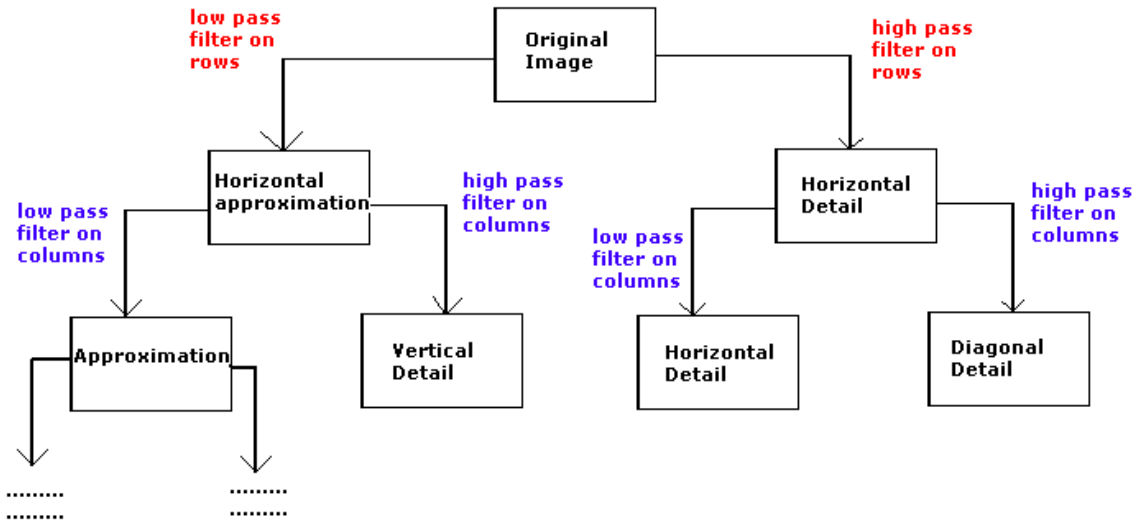 low pass
filter on
rows
Original
Image
high pass
filter on
rows
Horizontal
approximation
high pass
filter on
columns
low pass
filter on
columns
Horizontal
Detail
high pass
filter on
columns
low pass
filter on
columns
Approximation
Vertical
Detail
Horizontal
Detail
Diagonal
Detail
.........
.........
.........
.........